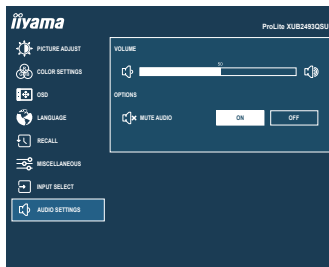 iiyama
ProLite XUB2493QSU
PICTURE ADJUST
COLOR SETTINGS
OSD
LANGUAGE
RECALL
MISCELLANEOUS
INPUT SELECT
AUDIO SETTINGS
VOLUME
50
OPTIONS
MUTE AUDIO
ON
OFF